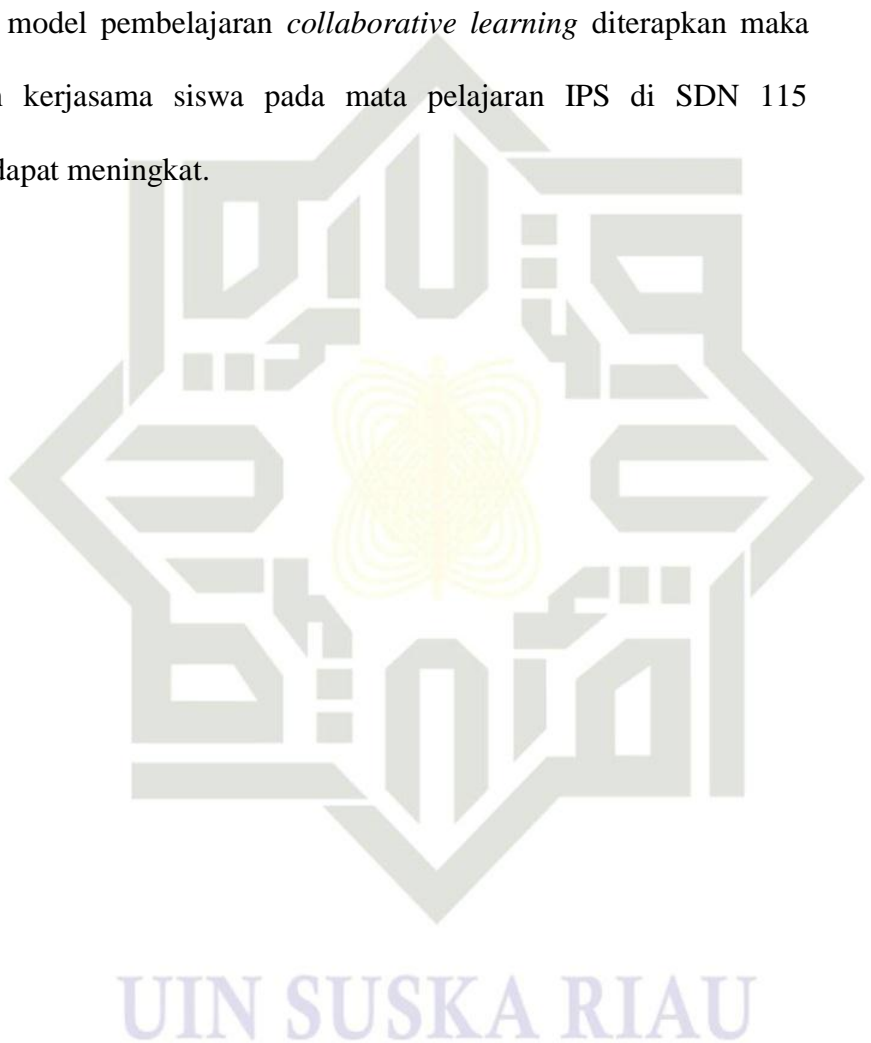 model pembelajaran collaborative learning diterapkan maka
kerjasama siswa pada mata pelajaran IPS di SDN 115
dapat meningkat.
UIN SUSKA RIAU